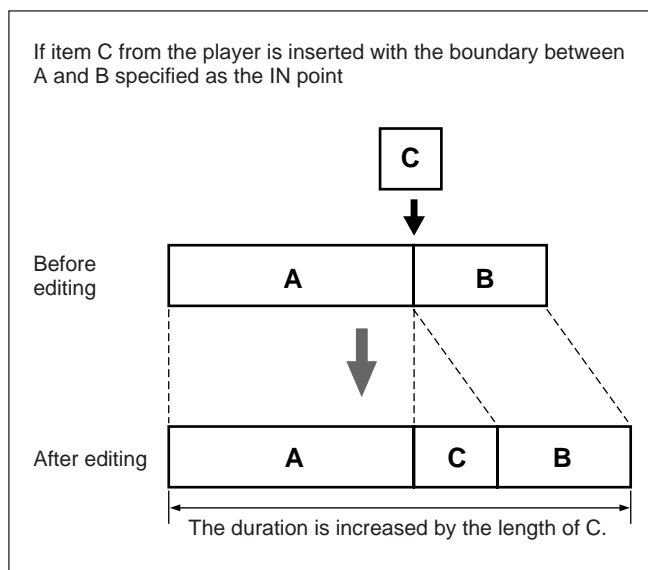 If item C from the player is inserted with the boundary between
A and B specified as the IN point
C
Before
editing
A
B
After editing
A
C
B
The duration is increased by the length of C.